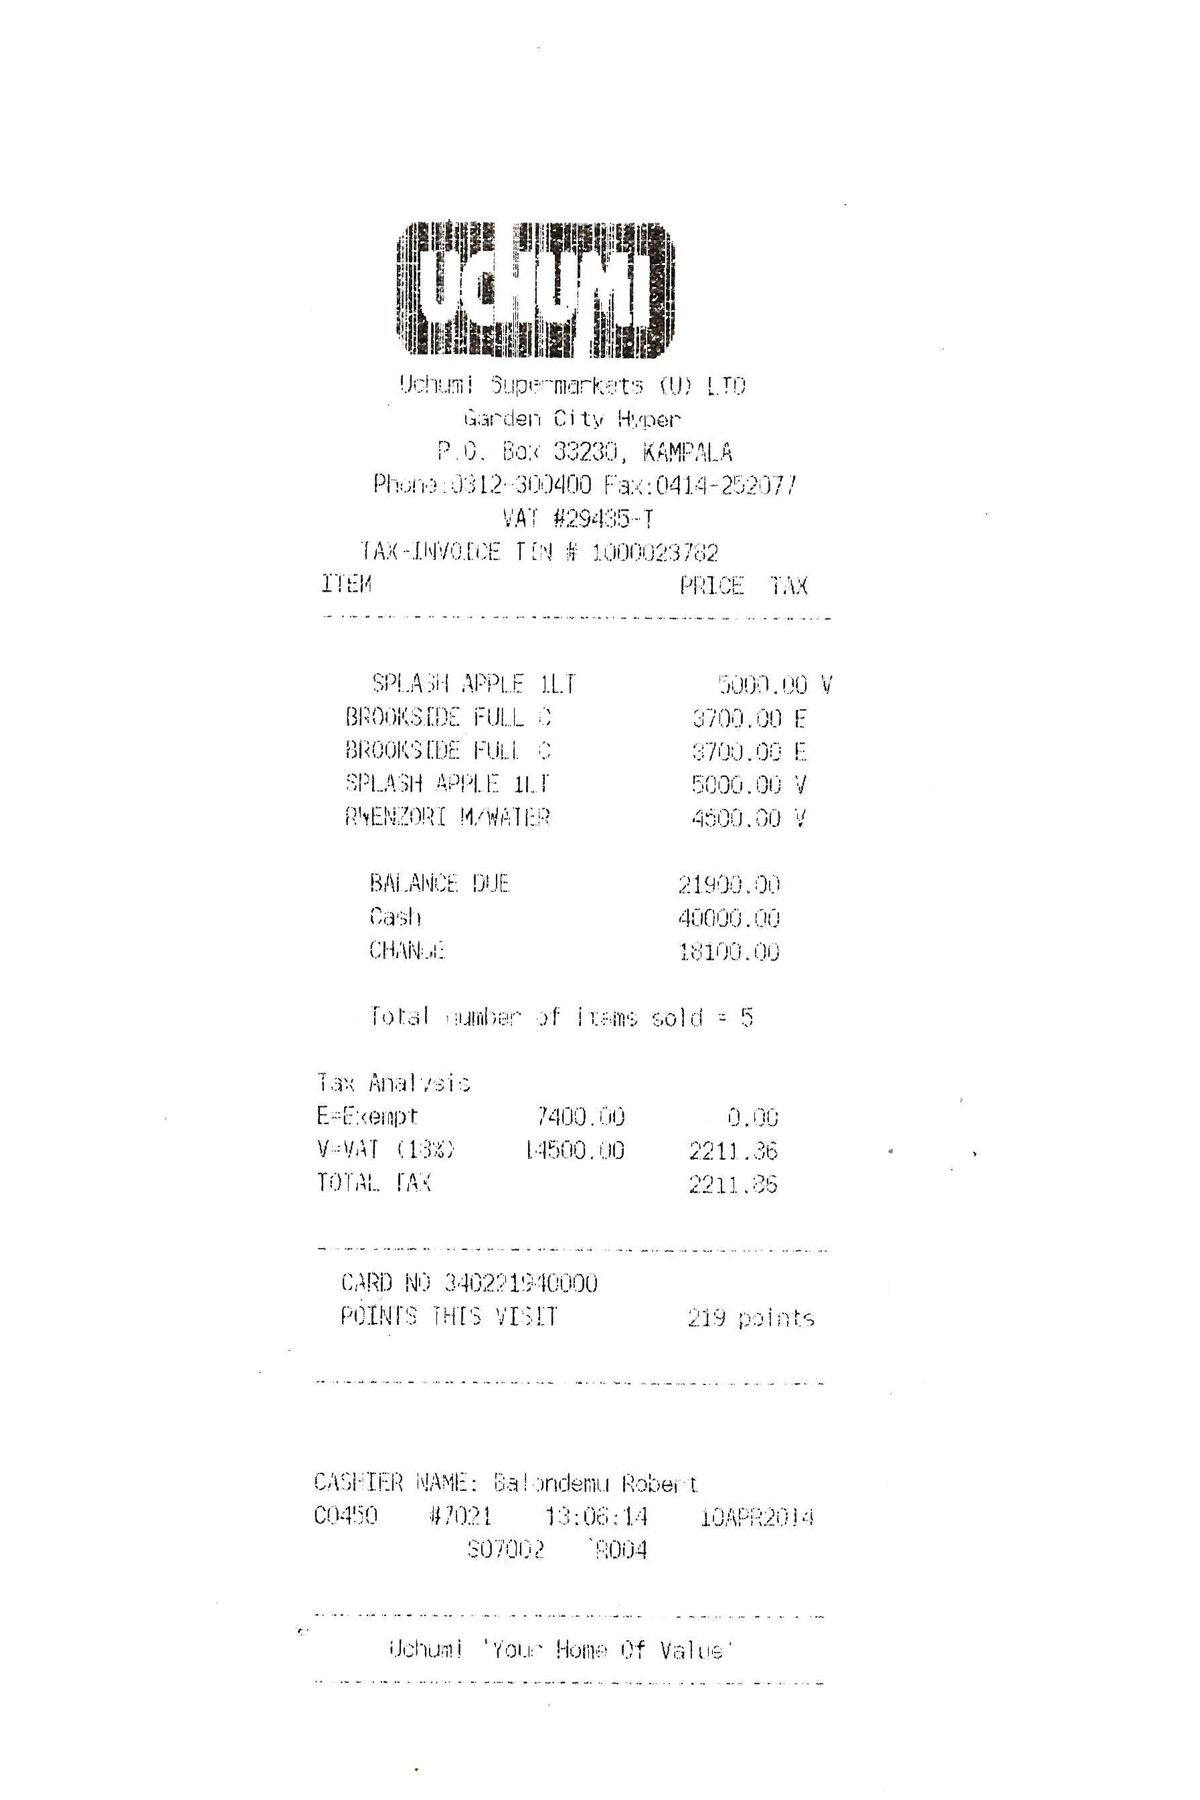 UCHUMI
Uchumi Supermarkets (U) LTD
Garden City Hyper
P.O. Box 33230, KAMPALA
Phone:0312-300400 Fax:0414-252077
VAT #29435-T
TAX-INVOICE TIN # 1000023782
ITEM PRICE TAX
SPLASH APPLE 1LT 5000.00 V
BROOKSIDE FULL C 3700.00 E
BROOKSIDE FULL C 3700.00 E
SPLASH APPLE 1LT 5000.00 V
RWENZORI M/WATER 4500.00 V
BALANCE DUE 21900.00
Cash 40000.00
CHANGE 18100.00
Total number of items sold = 5
Tax Analysis
E=Exempt 7400.00 0.00
V=VAT (18%) 14500.00 2211.86
TOTAL TAX 2211.86
CARD NO 340221940000
POINTS THIS VISIT 219 points
CASHIER NAME: Balondemu Robert
C0450 #7021 13:06:14 10APR2014
S07002 R004
Uchumi 'Your Home Of Value'